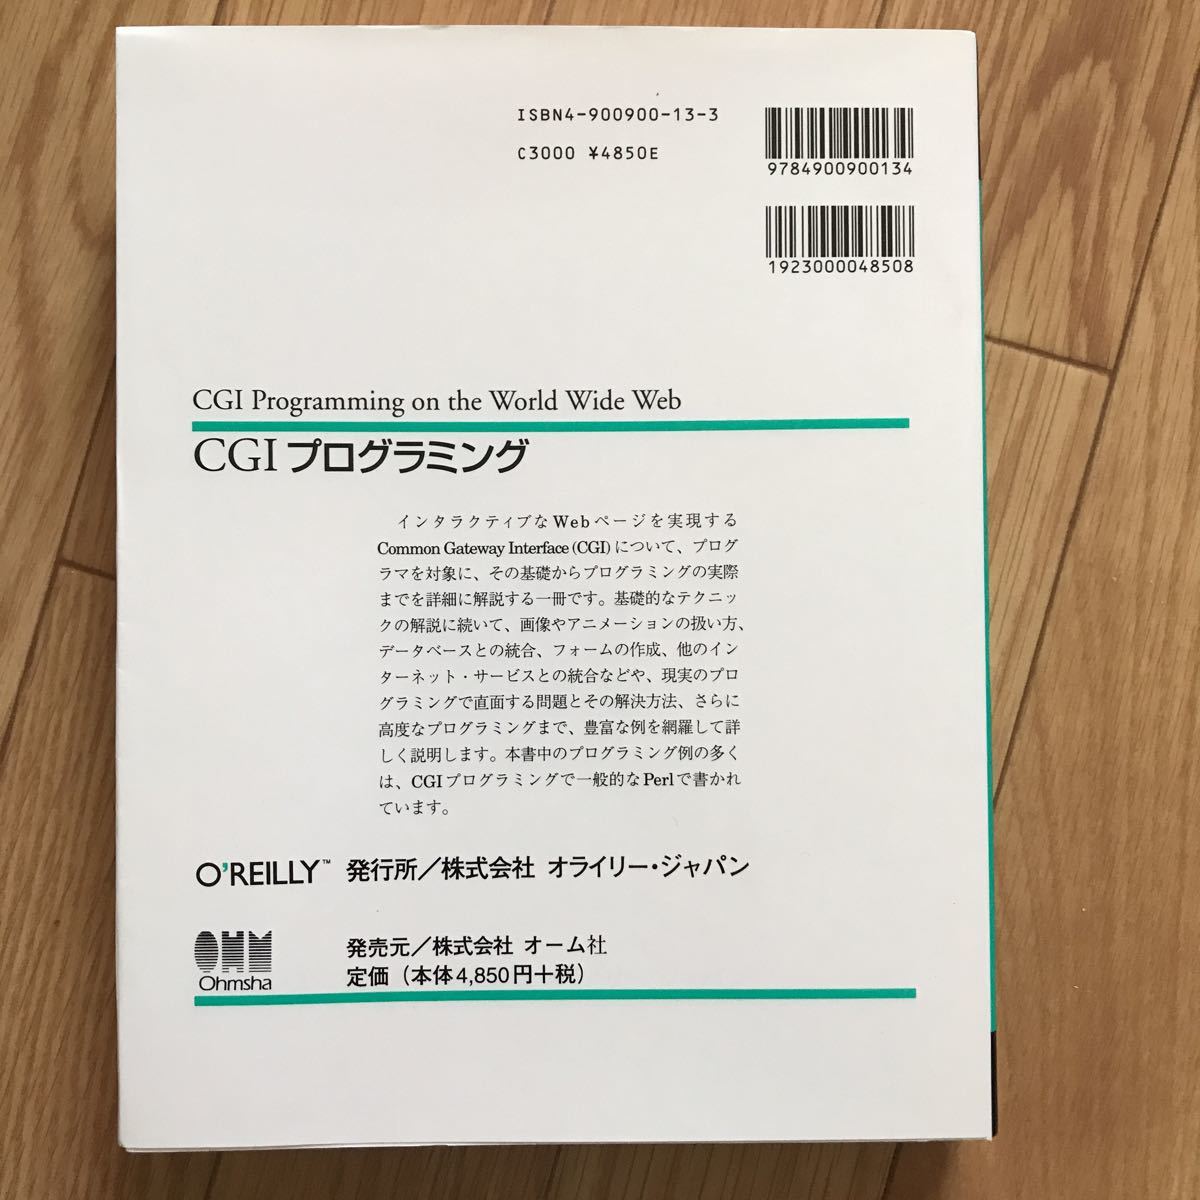 ISBN4-900900-13-3
C3000 ¥4850E
9784900900134
1923000048508
CGI Programming on the World Wide Web
CGIプログラミング
インタラクティブなWebページを実現する
Common Gateway Interface (CGI)について、プログ
ラマを対象に、その基礎からプログラミングの実際
までを詳細に解説する一冊です。基礎的なテクニッ
クの解説に続いて、画像やアニメーションの扱い方、
データベースとの統合、フォームの作成、他のイン
ターネット・サービスとの統合などや、現実のプロ
グラミングで直面する問題とその解決方法、さらに
高度なプログラミングまで、豊富な例を網羅して詳
しく説明します。本書中のプログラミング例の多く
は、CGIプログラミングで一般的なPerlで書かれ
ています。
O'REILLY™ 発行所／株式会社 オライリー・ジャパン
OHM
Ohmsha
発売元／株式会社 オーム社
定価（本体4,850円＋税）